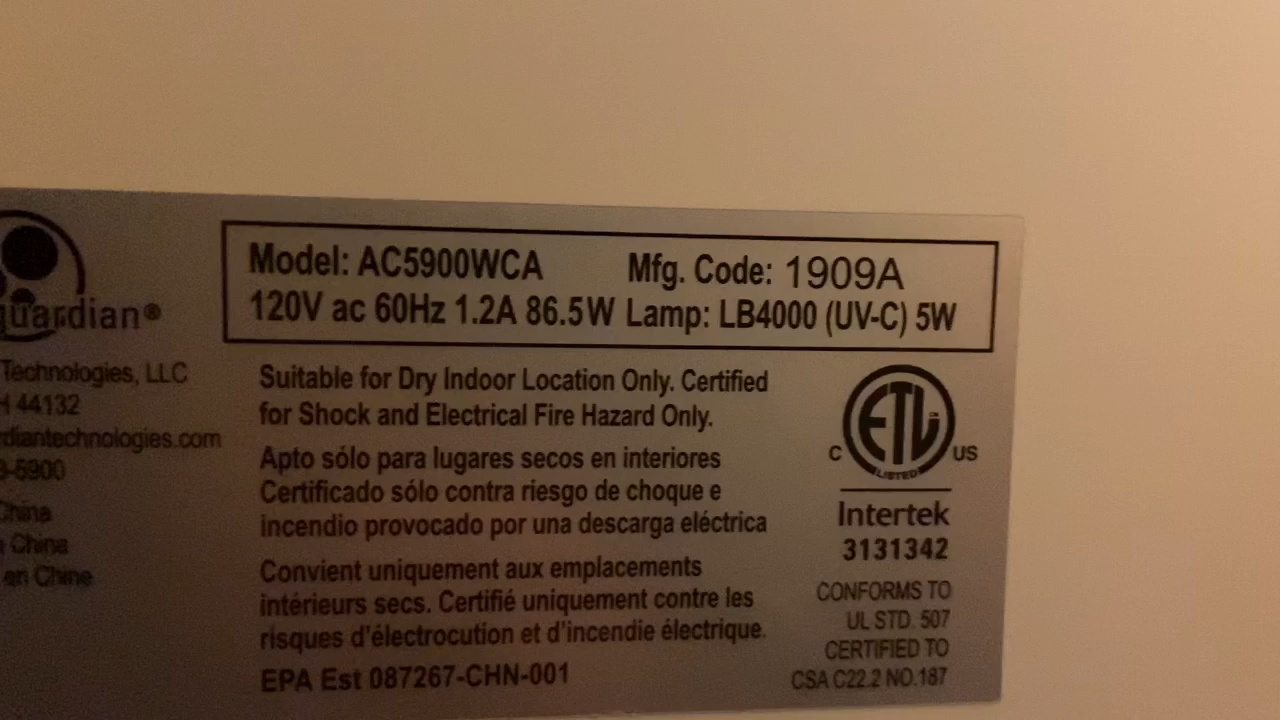 guardian®
Technologies, LLC
H 44132
rdiantechnologies.com
3-5900
China
China
en Chine
Model: AC5900WCA Mfg. Code: 1909A
120V ac 60Hz 1.2A 86.5W Lamp: LB4000 (UV-C) 5W
Suitable for Dry Indoor Location Only. Certified
for Shock and Electrical Fire Hazard Only.
Apto sólo para lugares secos en interiores
Certificado sólo contra riesgo de choque e
incendio provocado por una descarga eléctrica
Convient uniquement aux emplacements
intérieurs secs. Certifié uniquement contre les
risques d'électrocution et d'incendie électrique.
EPA Est 087267-CHN-001
ETL
C US
LISTED
Intertek
3131342
CONFORMS TO
UL STD. 507
CERTIFIED TO
CSA C22.2 NO.187